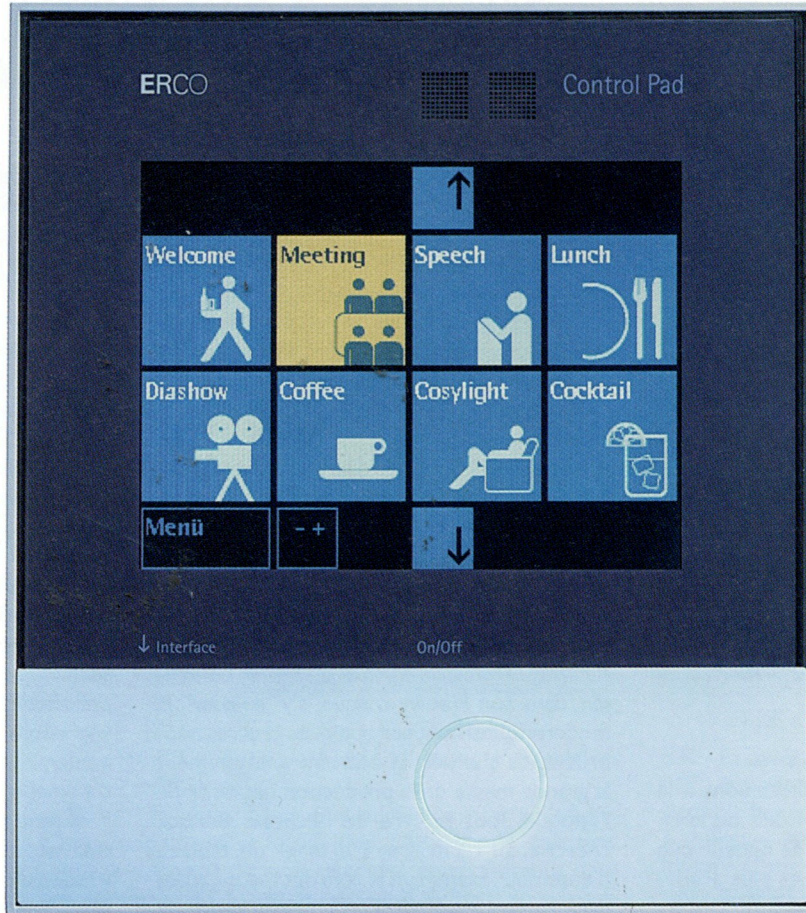 ERCO Control Pad
↑
Welcome Meeting Speech Lunch
Diashow Coffee Cosylight Cocktail
Menü - + ↓
↓ Interface On/Off